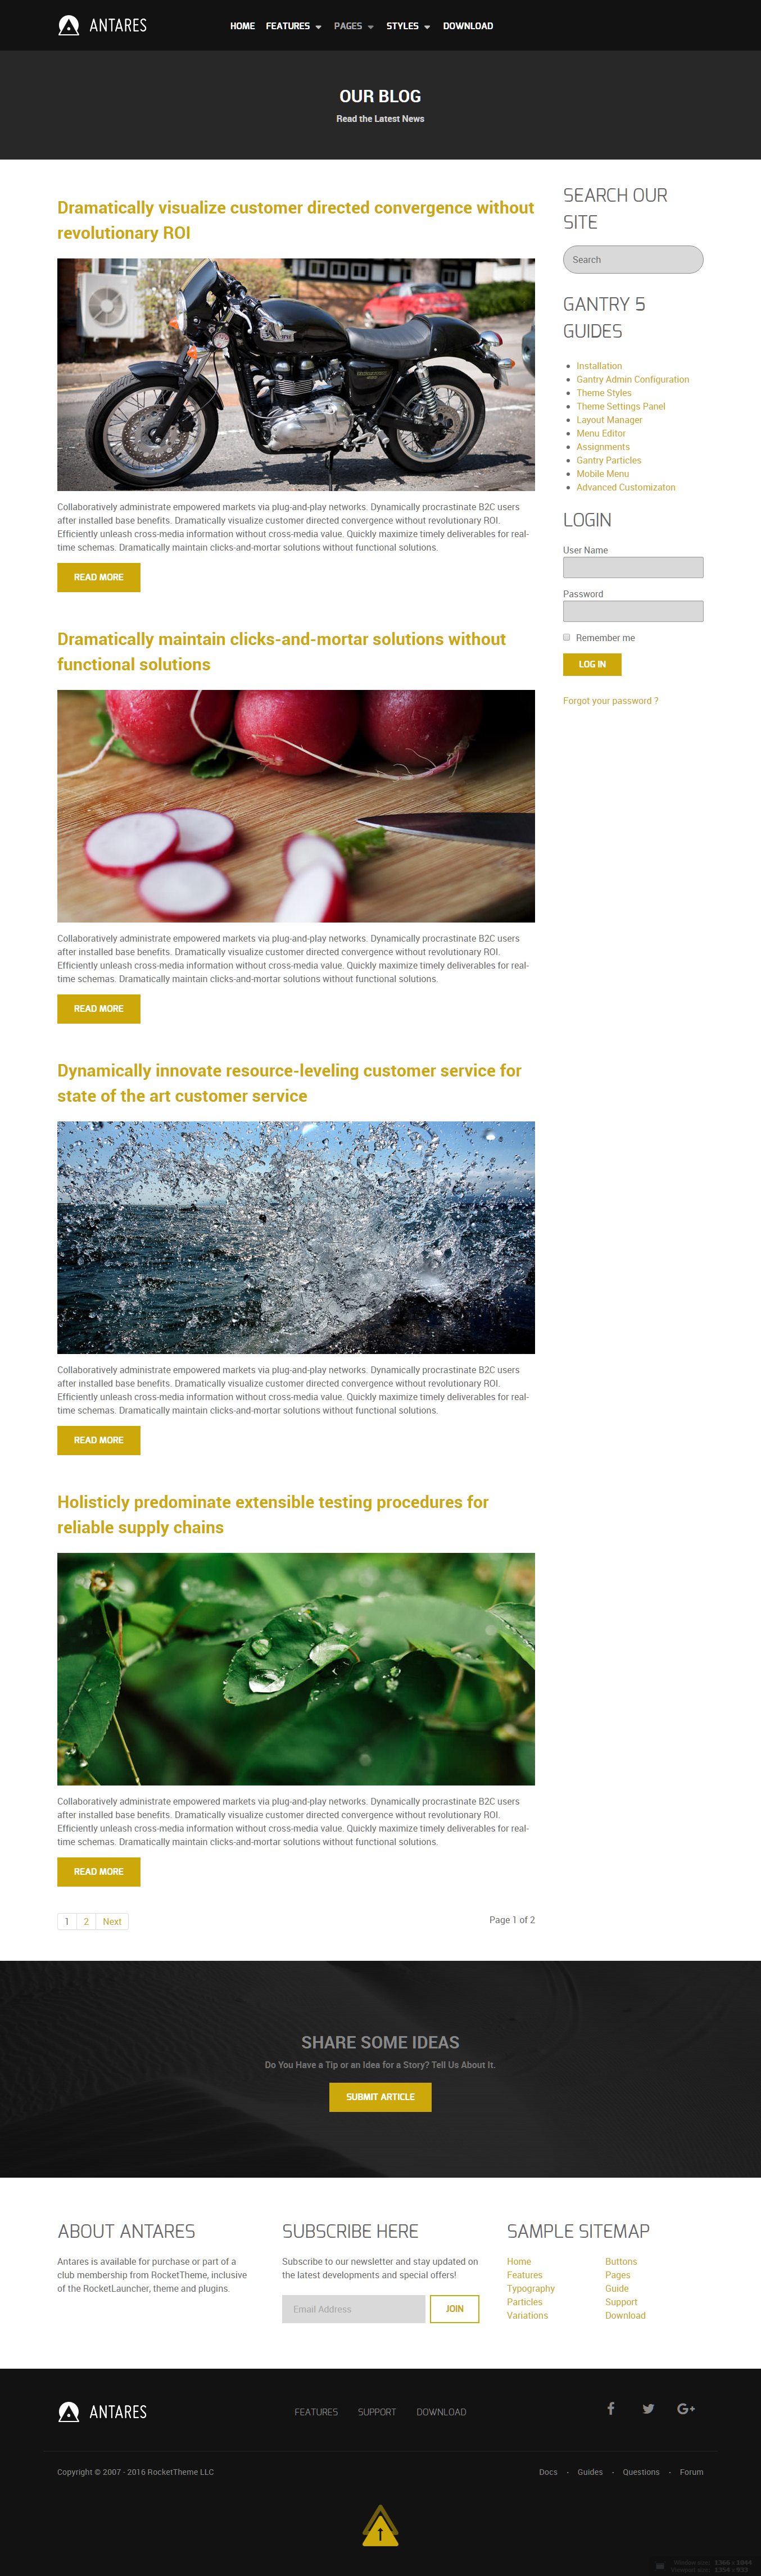 ANTARES
HOME FEATURES PAGES STYLES DOWNLOAD
OUR BLOG
Read the Latest News
Dramatically visualize customer directed convergence without
revolutionary ROI
Collaboratively administrate empowered markets via plug-and-play networks. Dynamically procrastinate B2C users
after installed base benefits. Dramatically visualize customer directed convergence without revolutionary ROI.
Efficiently unleash cross-media information without cross-media value. Quickly maximize timely deliverables for real-
time schemas. Dramatically maintain clicks-and-mortar solutions without functional solutions.
READ MORE
Dramatically maintain clicks-and-mortar solutions without
functional solutions
Collaboratively administrate empowered markets via plug-and-play networks. Dynamically procrastinate B2C users
after installed base benefits. Dramatically visualize customer directed convergence without revolutionary ROI.
Efficiently unleash cross-media information without cross-media value. Quickly maximize timely deliverables for real-
time schemas. Dramatically maintain clicks-and-mortar solutions without functional solutions.
READ MORE
Dynamically innovate resource-leveling customer service for
state of the art customer service
Collaboratively administrate empowered markets via plug-and-play networks. Dynamically procrastinate B2C users
after installed base benefits. Dramatically visualize customer directed convergence without revolutionary ROI.
Efficiently unleash cross-media information without cross-media value. Quickly maximize timely deliverables for real-
time schemas. Dramatically maintain clicks-and-mortar solutions without functional solutions.
READ MORE
Holisticly predominate extensible testing procedures for
reliable supply chains
Collaboratively administrate empowered markets via plug-and-play networks. Dynamically procrastinate B2C users
after installed base benefits. Dramatically visualize customer directed convergence without revolutionary ROI.
Efficiently unleash cross-media information without cross-media value. Quickly maximize timely deliverables for real-
time schemas. Dramatically maintain clicks-and-mortar solutions without functional solutions.
READ MORE
1 2 Next
Page 1 of 2
SEARCH OUR
SITE
Search
GANTRY 5
GUIDES
Installation
Gantry Admin Configuration
Theme Styles
Theme Settings Panel
Layout Manager
Menu Editor
Assignments
Gantry Particles
Mobile Menu
Advanced Customizaton
LOGIN
User Name
Password
Remember me
LOG IN
Forgot your password ?
SHARE SOME IDEAS
Do You Have a Tip or an Idea for a Story? Tell Us About It.
SUBMIT ARTICLE
ABOUT ANTARES
Antares is available for purchase or part of a
club membership from RocketTheme, inclusive
of the RocketLauncher, theme and plugins.
SUBSCRIBE HERE
Subscribe to our newsletter and stay updated on
the latest developments and special offers!
Email Address
JOIN
SAMPLE SITEMAP
Home
Features
Typography
Particles
Variations
Buttons
Pages
Guide
Support
Download
ANTARES
FEATURES SUPPORT DOWNLOAD
G+
Copyright © 2007 - 2016 RocketTheme LLC
Docs · Guides · Questions · Forum